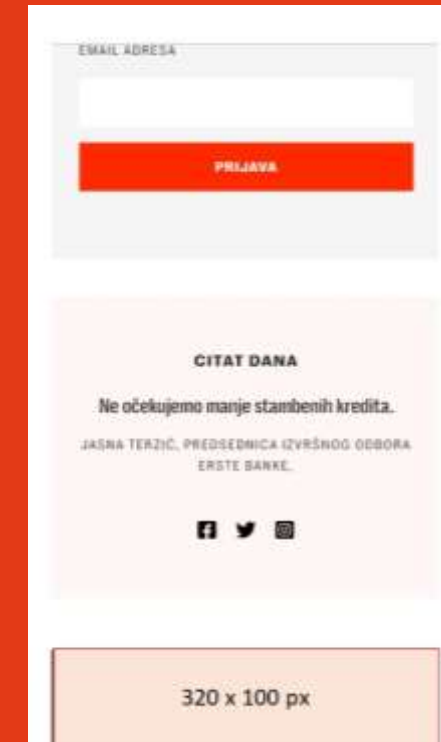 EMAIL ADRESA
PRIJAVA
CITAT DANA
Ne očekujemo manje stambenih kredita.
JASNA TERZIĆ, PREDSEDNICA IZVRŠNOG ODBORA
ERSTE BANKE.
320 x 100 px